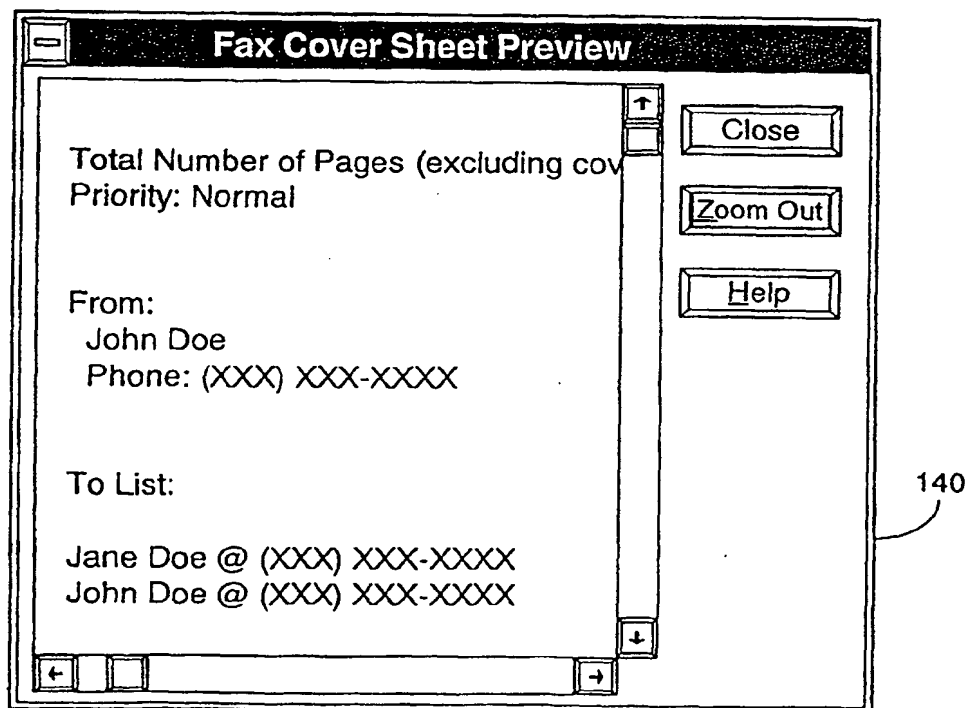 Fax Cover Sheet Preview
Total Number of Pages (excluding cov
Priority: Normal
From:
John Doe
Phone: (XXX) XXX-XXXX
To List:
Jane Doe @ (XXX) XXX-XXXX
John Doe @ (XXX) XXX-XXXX
Close
Zoom Out
Help
140